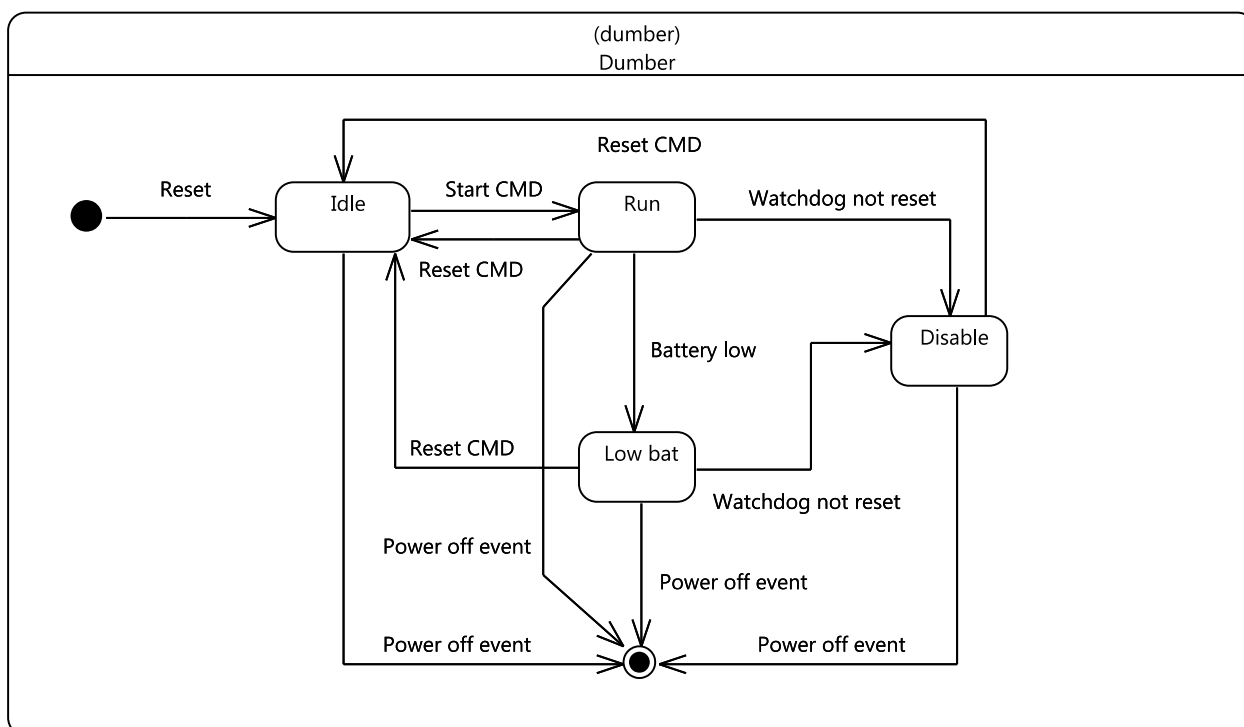 (dumber)
Dumber
Reset CMD
Reset
Idle
Start CMD
Run
Watchdog not reset
Reset CMD
Battery low
Disable
Reset CMD
Low bat
Watchdog not reset
Power off event
Power off event
Power off event
Power off event